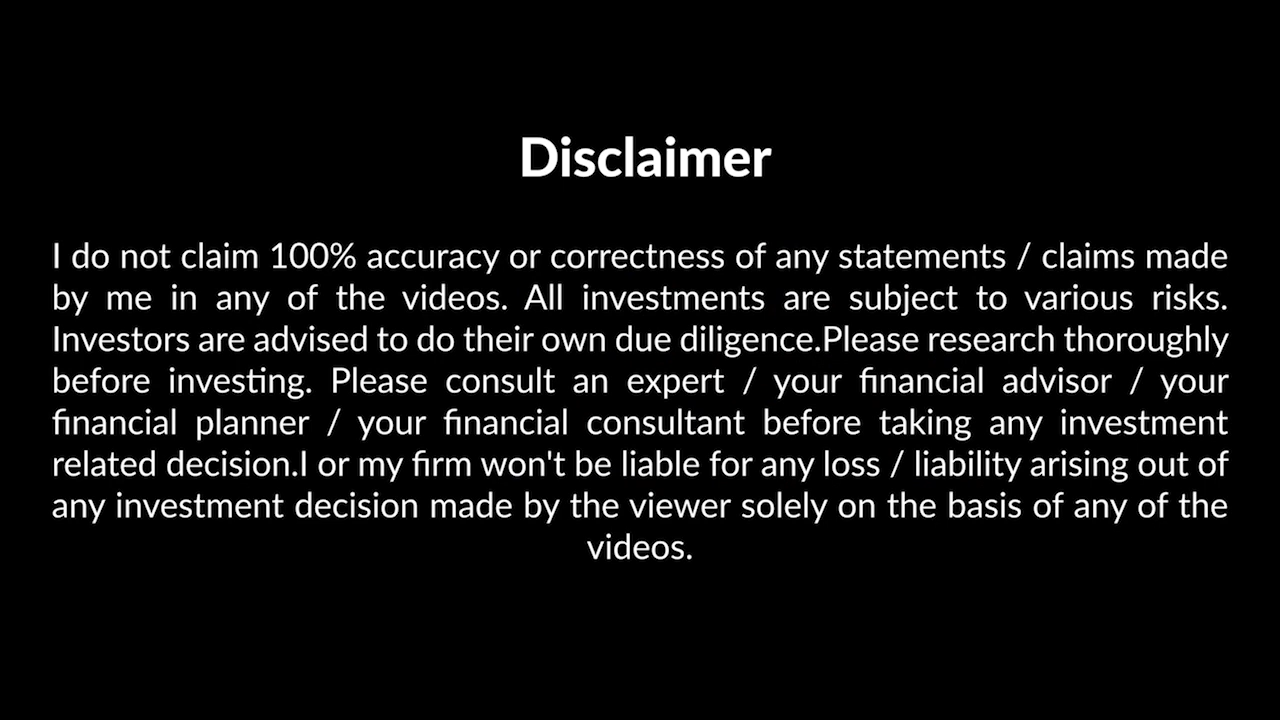 Disclaimer
I do not claim 100% accuracy or correctness of any statements / claims made
by me in any of the videos. All investments are subject to various risks.
Investors are advised to do their own due diligence.Please research thoroughly
before investing. Please consult an expert / your financial advisor / your
financial planner / your financial consultant before taking any investment
related decision.I or my firm won't be liable for any loss / liability arising out of
any investment decision made by the viewer solely on the basis of any of the
videos.